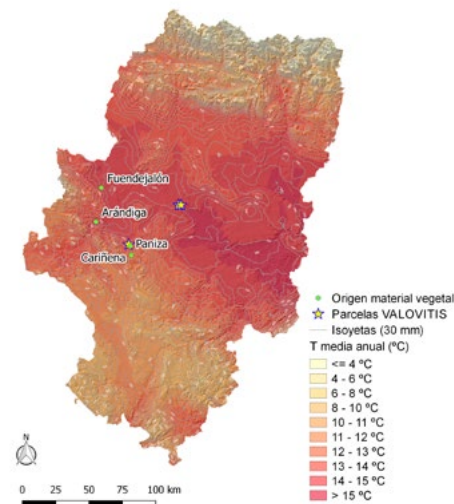 Fuendejalón
Arándiga
Paniza
Cariñena
Origen material vegetal
Parcelas VALOVITIS
Isoyetas (30 mm)
T media anual (ºC)
<= 4 ºC
4 - 6 ºC
6 - 8 ºC
8 - 10 ºC
10 - 11 ºC
11 - 12 ºC
12 - 13 ºC
13 - 14 ºC
14 - 15 ºC
> 15 ºC
N
0 25 50 75 100 km